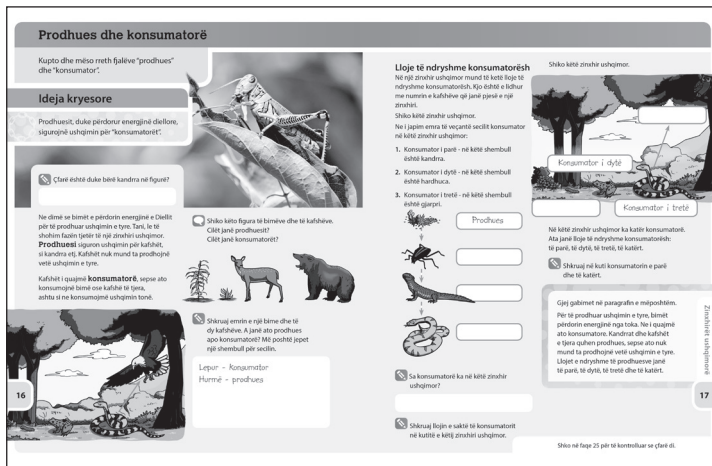 Prodhues dhe konsumatorë
Kupto dhe mëso rreth fjalëve "prodhues"
dhe "konsumator".
Ideja kryesore
Prodhuesit, duke përdorur energjinë diellore,
sigurojnë ushqimin për "konsumatorët".
Çfarë është duke bërë kandrra në figurë?
Ne dimë se bimët e përdorin energjinë e Diellit
për të prodhuar ushqimin e tyre. Tani, le të
shohim fazën tjetër të një zinxhiri ushqimor.
Prodhuesi siguron ushqimin për kafshët,
si kandrra etj. Kafshët nuk mund ta prodhojnë
vetë ushqimin e tyre.
Kafshët i quajmë konsumatorë, sepse ato
konsumojnë bimë ose kafshë të tjera,
ashtu si ne konsumojmë ushqimin tonë.
16
Shiko këto figura të bimëve dhe të kafshëve.
Cilët janë prodhuesit?
Cilët janë konsumatorët?
Shkruaj emrin e një bime dhe të
dy kafshëve. A janë ato prodhues
apo konsumatorë? Më poshtë jepet
një shembull për secilin.
Lepur – Konsumator
Hurmë – prodhues
Lloje të ndryshme konsumatorësh
Në një zinxhir ushqimor mund të ketë lloje të
ndryshme konsumatorësh. Kjo është e lidhur
me numrin e kafshëve që janë pjesë e një
zinxhiri.
Shiko këtë zinxhir ushqimor.
Ne i japim emra të veçantë secilit konsumator
në këtë zinxhir ushqimor:
1. Konsumator i parë - në këtë shembull
është kandrra.
2. Konsumator i dytë - në këtë shembull
është hardhuca.
3. Konsumator i tretë - në këtë shembull
është gjarpri.
Prodhues
Sa konsumatorë ka në këtë zinxhir
ushqimor?
Shkruaj llojin e saktë të konsumatorit
në kutitë e këtij zinxhiri ushqimor.
Shiko këtë zinxhir ushqimor.
Konsumator i dytë
Konsumator i tretë
Në këtë zinxhir ushqimor ka katër konsumatorë.
Ata janë lloje të ndryshme konsumatorësh:
të parë, të dytë, të tretë, të katërt.
Shkruaj në kuti konsumatorin e parë
dhe të katërt.
Gjej gabimet në paragrafin e mëposhtëm.
Për të prodhuar ushqimin e tyre, bimët
përdorin energjinë nga toka. Ne i quajmë
ato konsumatore. Kandrrat dhe kafshët
e tjera quhen prodhues, sepse ato nuk
mund ta prodhojnë vetë ushqimin e tyre.
Llojet e ndryshme të prodhuesve janë
të parë, të dytë, të tretë dhe të katërt.
Zinxhirët ushqimorë
17
Shko në faqe 25 për të kontrolluar se çfarë di.